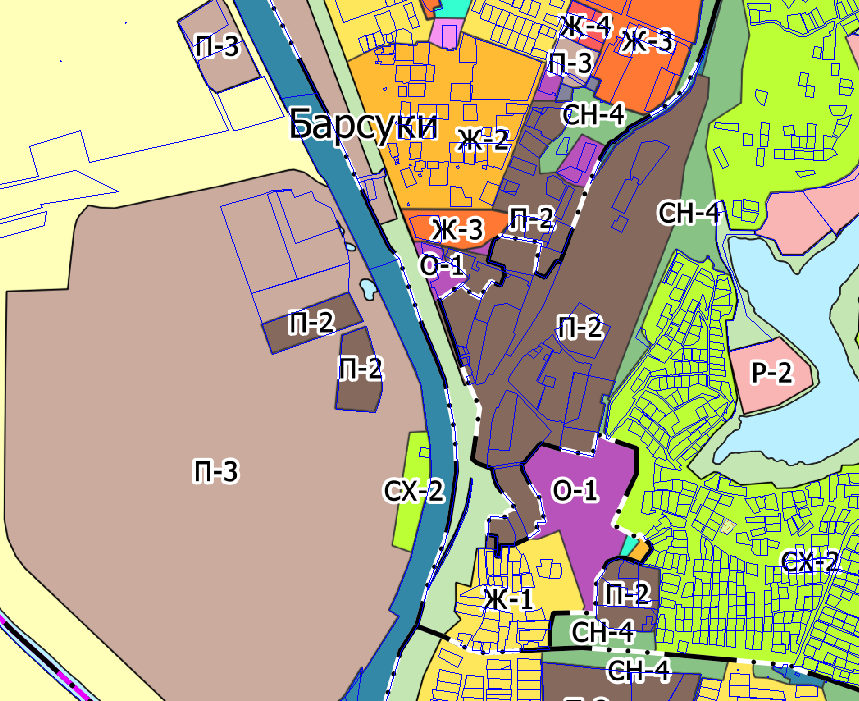 Ж-4
П-3
Ж-3
П-3
СН-4
Барсуки
Ж-2
СН-4
П-2
Ж-3
О-1
П-2
П-2
П-2
Р-2
П-3
СХ-2
О-1
СХ-2
П-2
Ж-1
СН-4
СН-4